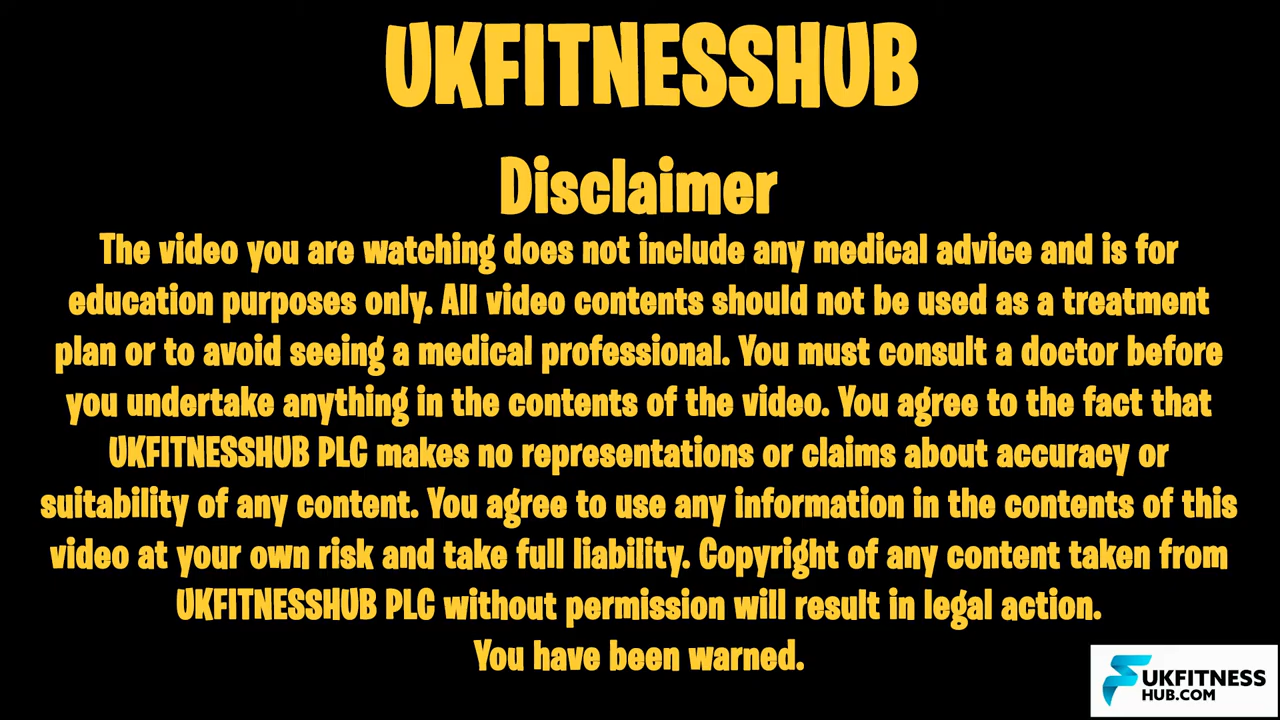 UKFITNESSHUB
Disclaimer
The video you are watching does not include any medical advice and is for
education purposes only. All video contents should not be used as a treatment
plan or to avoid seeing a medical professional. You must consult a doctor before
you undertake anything in the contents of the video. You agree to the fact that
UKFITNESSHUB PLC makes no representations or claims about accuracy or
suitability of any content. You agree to use any information in the contents of this
video at your own risk and take full liability. Copyright of any content taken from
UKFITNESSHUB PLC without permission will result in legal action.
You have been warned.
UKFITNESS
HUB.COM